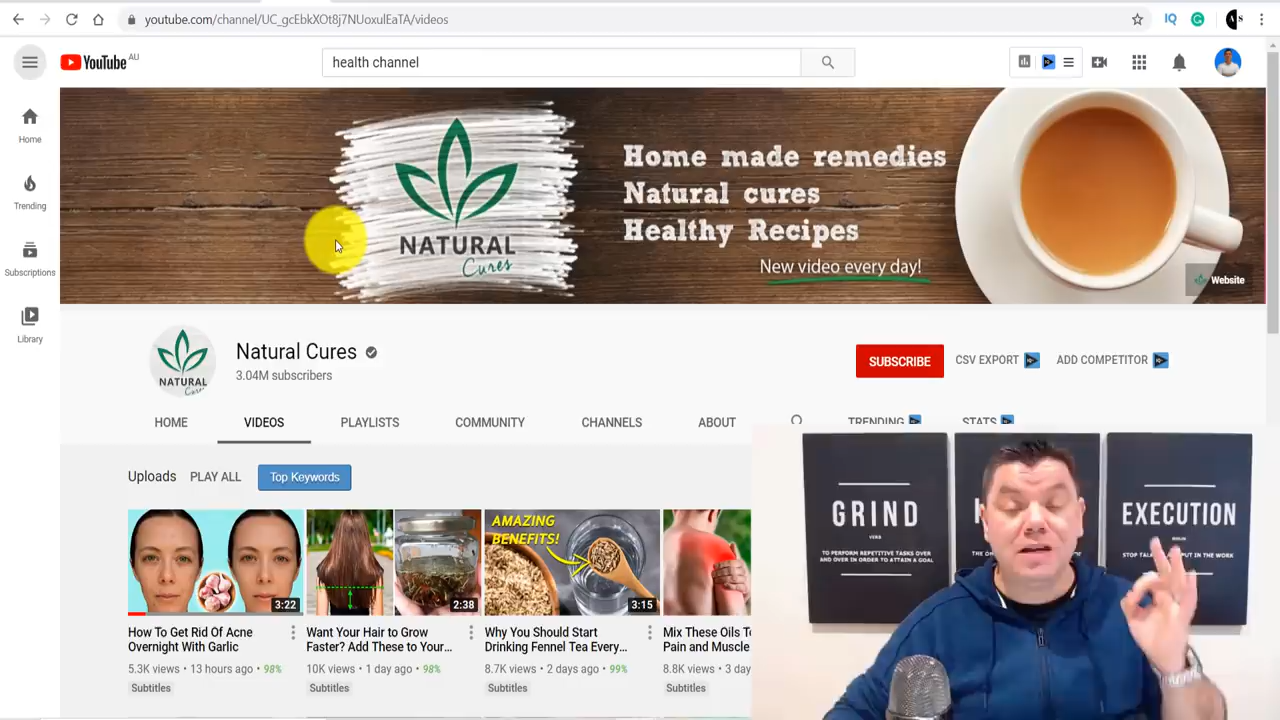 youtube.com/channel/UC_gcEbkXOt8j7NUoxulEaTA/videos
YouTube AU
health channel
Home
Trending
Subscriptions
Library
NATURAL
Cures
Home made remedies
Natural cures
Healthy Recipes
New video every day!
Website
NATURAL
Cures
Natural Cures
3.04M subscribers
SUBSCRIBE
CSV EXPORT
ADD COMPETITOR
HOME
VIDEOS
PLAYLISTS
COMMUNITY
CHANNELS
ABOUT
TRENDING
STATS
Uploads
PLAY ALL
Top Keywords
3:22
2:38
AMAZING
BENEFITS!
3:15
How To Get Rid Of Acne
Overnight With Garlic
5.3K views • 13 hours ago • 98%
Subtitles
Want Your Hair to Grow
Faster? Add These to Your...
10K views • 1 day ago • 98%
Subtitles
Why You Should Start
Drinking Fennel Tea Every...
8.7K views • 2 days ago • 99%
Subtitles
Mix These Oils
Pain and Muscle
8.8K views • 3
Subtitles
GRIND
VERB
TO PERFORM REPETITIVE TASKS OVER
AND OVER IN ORDER TO ATTAIN A GOAL
EXECUTION